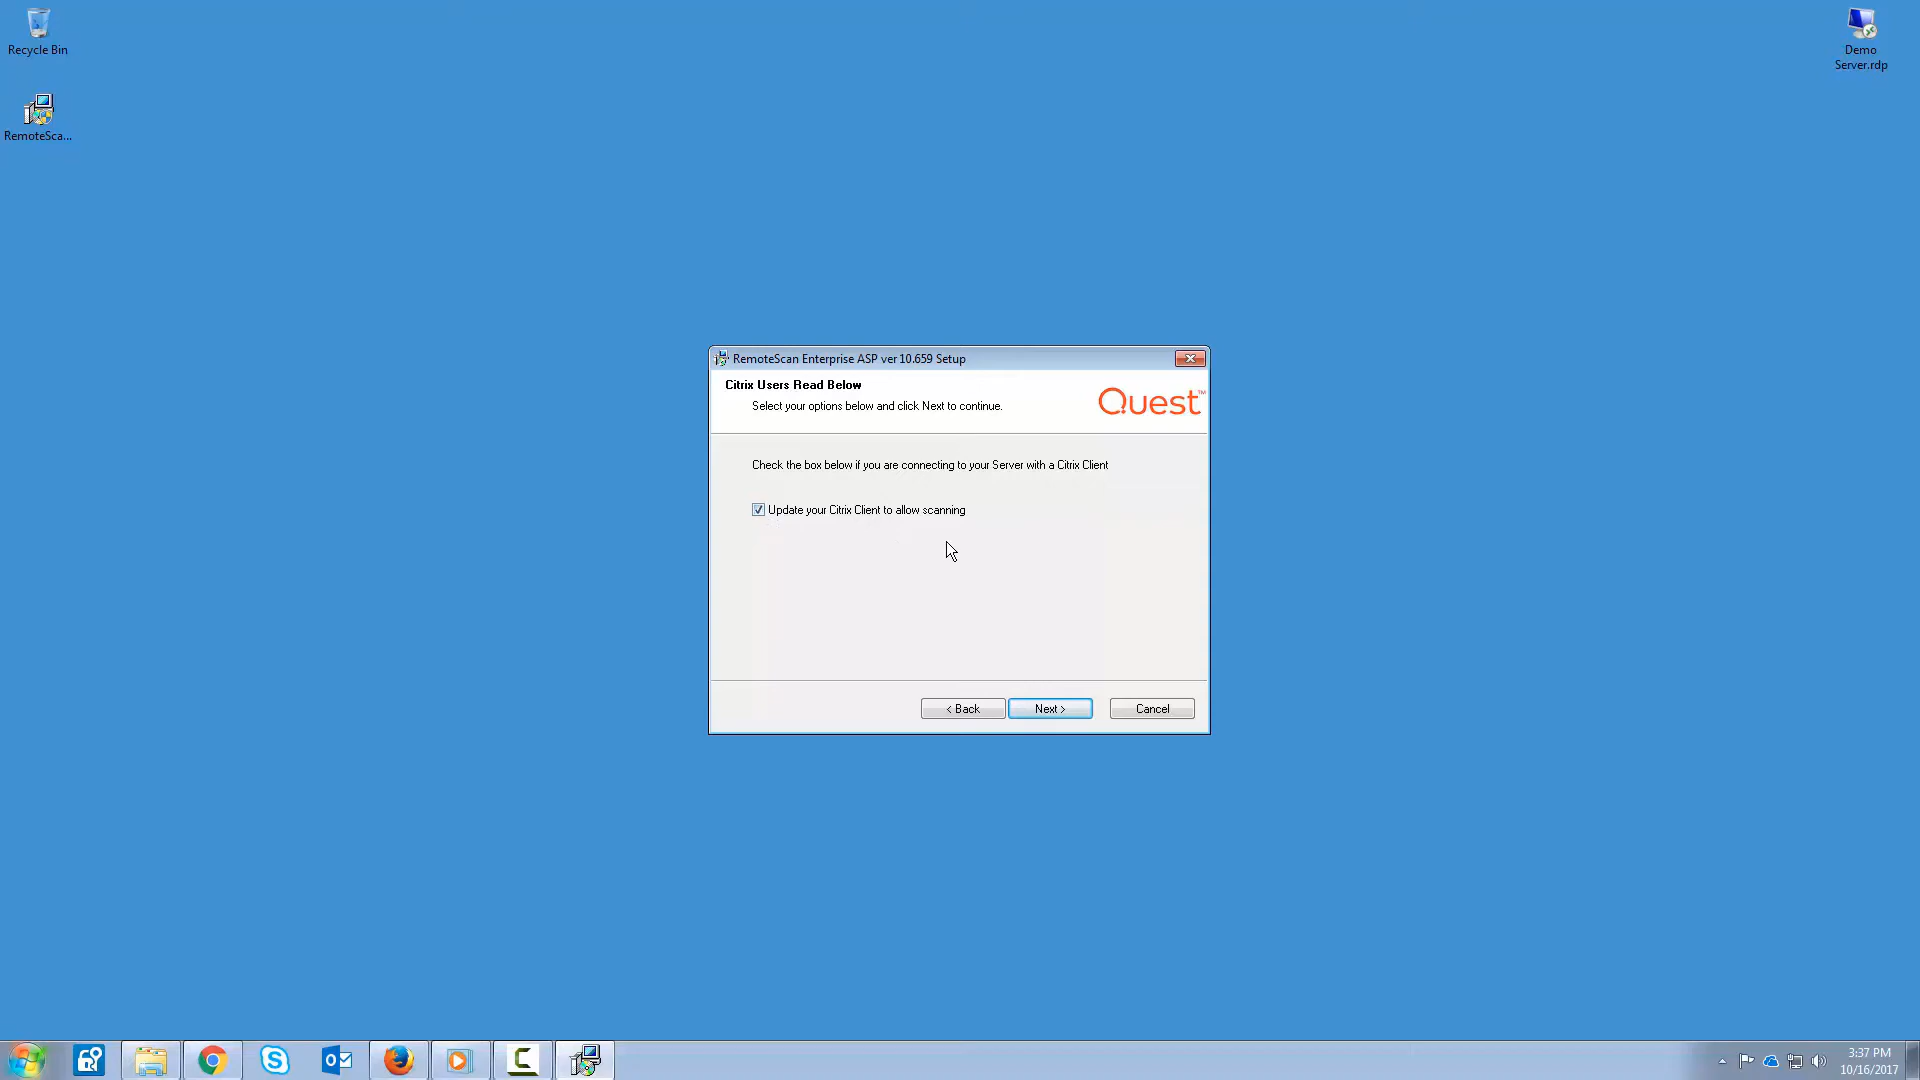 Recycle Bin
RemoteSca...
Demo
Server.rdp
RemoteScan Enterprise ASP ver 10.659 Setup
Citrix Users Read Below
Select your options below and click Next to continue.
Quest™
Check the box below if you are connecting to your Server with a Citrix Client
Update your Citrix Client to allow scanning
< Back
Next >
Cancel
3:37 PM
10/16/2017